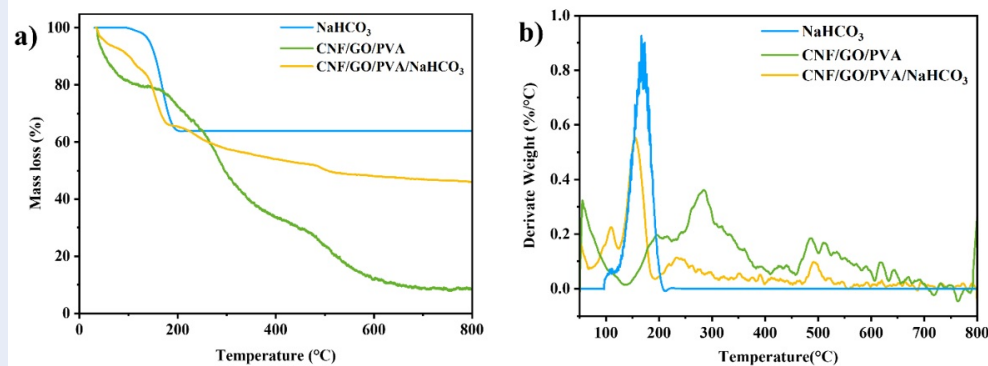 a)
NaHCO₃
CNF/GO/PVA
CNF/GO/PVA/NaHCO₃
Mass loss (%)
100
80
60
40
20
0
0 200 400 600 800
Temperature (°C)
b)
NaHCO₃
CNF/GO/PVA
CNF/GO/PVA/NaHCO₃
Derivate Weight (%/°C)
1.0
0.8
0.6
0.4
0.2
0.0
100 200 300 400 500 600 700 800
Temperature(°C)